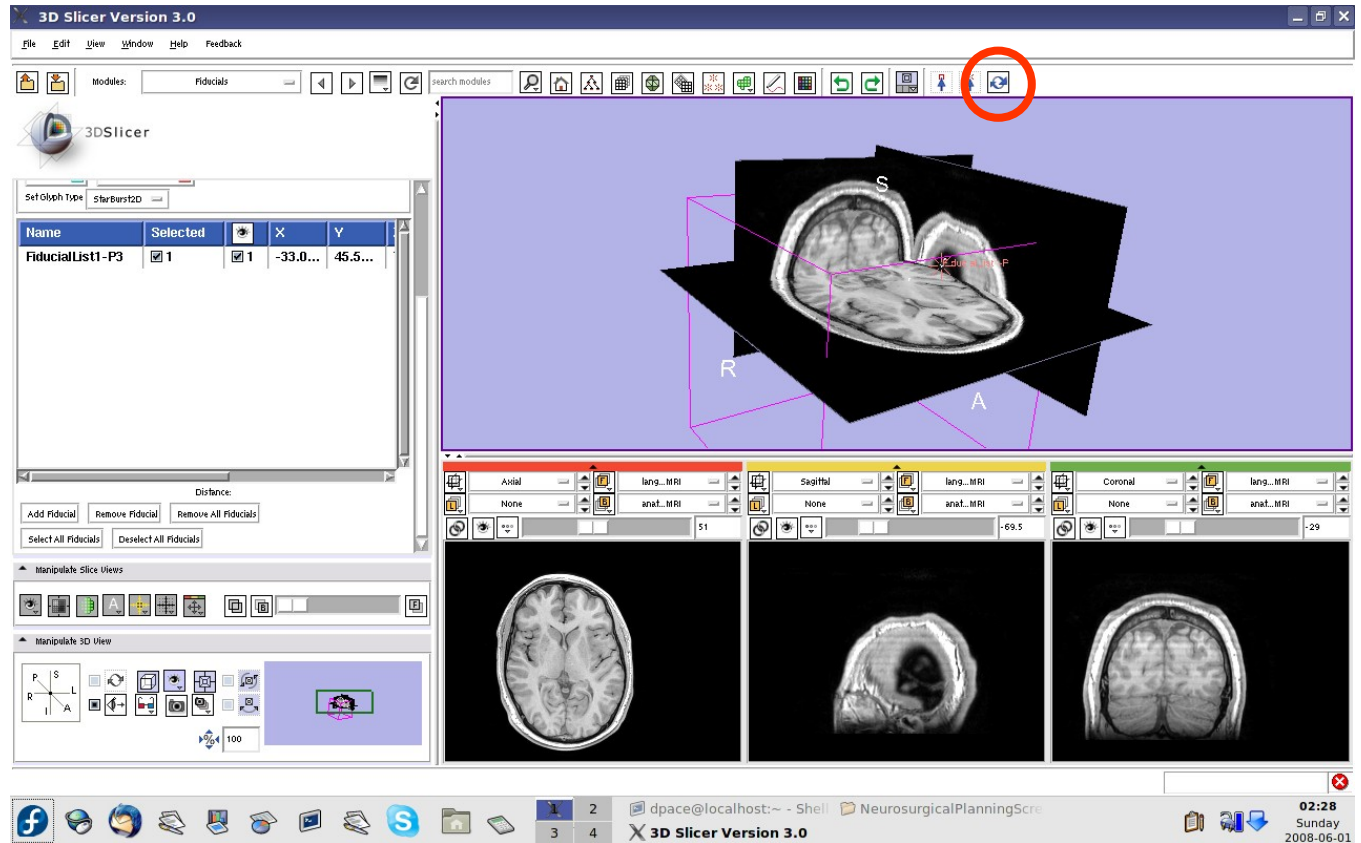 3D Slicer Version 3.0
File Edit View Window Help Feedback
Modules: Fiducials search modules
3DSlicer
Set Glyph Type StarBurst2D
Name Selected X Y
FiducialList1-P3 1 1 -33.0... 45.5...
Distance:
Add Fiducial Remove Fiducial Remove All Fiducials
Select All Fiducials Deselect All Fiducials
Manipulate Slice Views
A B F
Manipulate 3D View
P S
R L
I A
% 100
S
R
A
Axial F lang...MRI
L None B anat...MRI
51
Sagittal F lang...MRI
L None B anat...MRI
-69.5
Coronal F lang...MRI
L None B anat...MRI
-29
1 2
3 4
dpace@localhost:~ - Shell
NeurosurgicalPlanningScre
3D Slicer Version 3.0
02:28
Sunday
2008-06-01